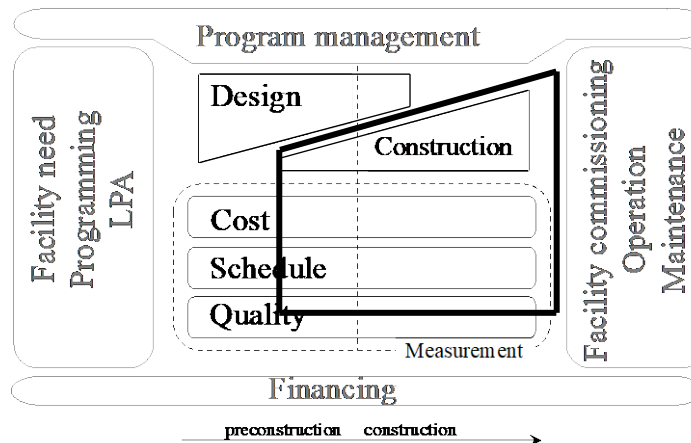 Program management
Facility need
Programming
LPA
Design
Construction
Cost
Schedule
Quality
Measurement
Facility commissioning
Operation
Maintenance
Financing
preconstruction construction